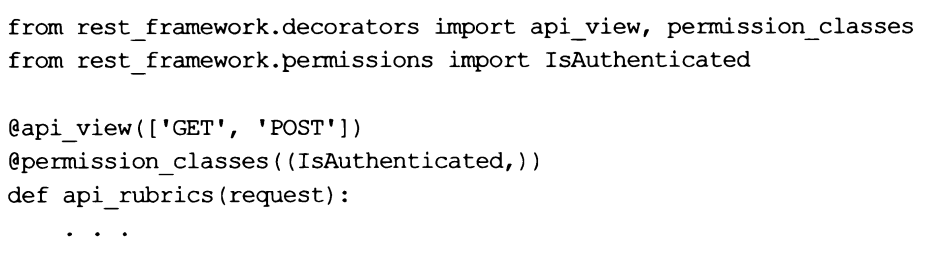 from rest_framework.decorators import api_view, permission_classes
from rest_framework.permissions import IsAuthenticated

@api_view(['GET', 'POST'])
@permission_classes((IsAuthenticated,))
def api_rubrics(request):
    . . .